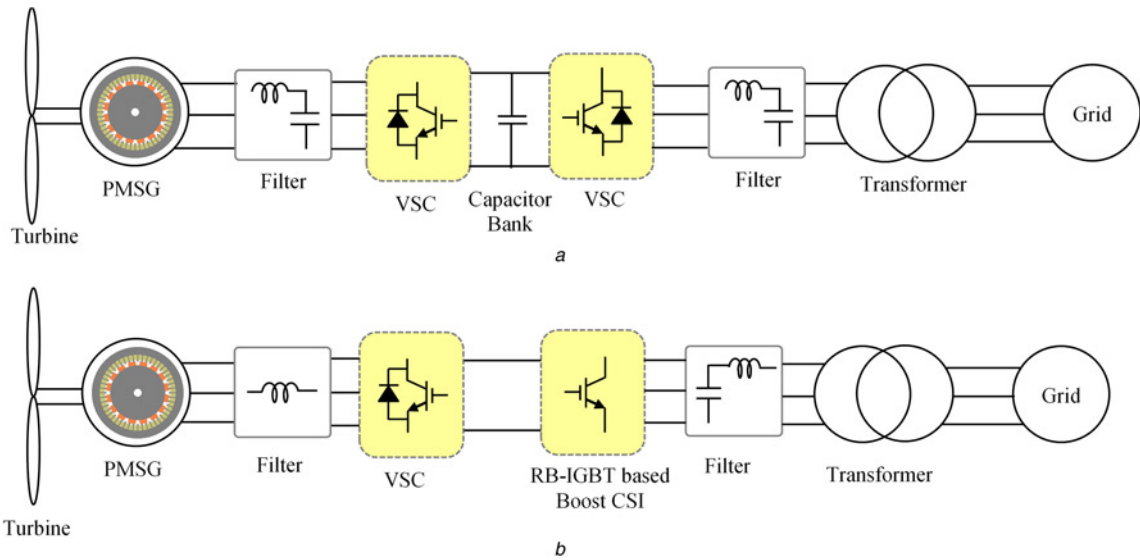 PMSG
Filter
VSC
Capacitor
Bank
VSC
Filter
Transformer
Grid
Turbine
a
PMSG
Filter
VSC
RB-IGBT based
Boost CSI
Filter
Transformer
Grid
Turbine
b